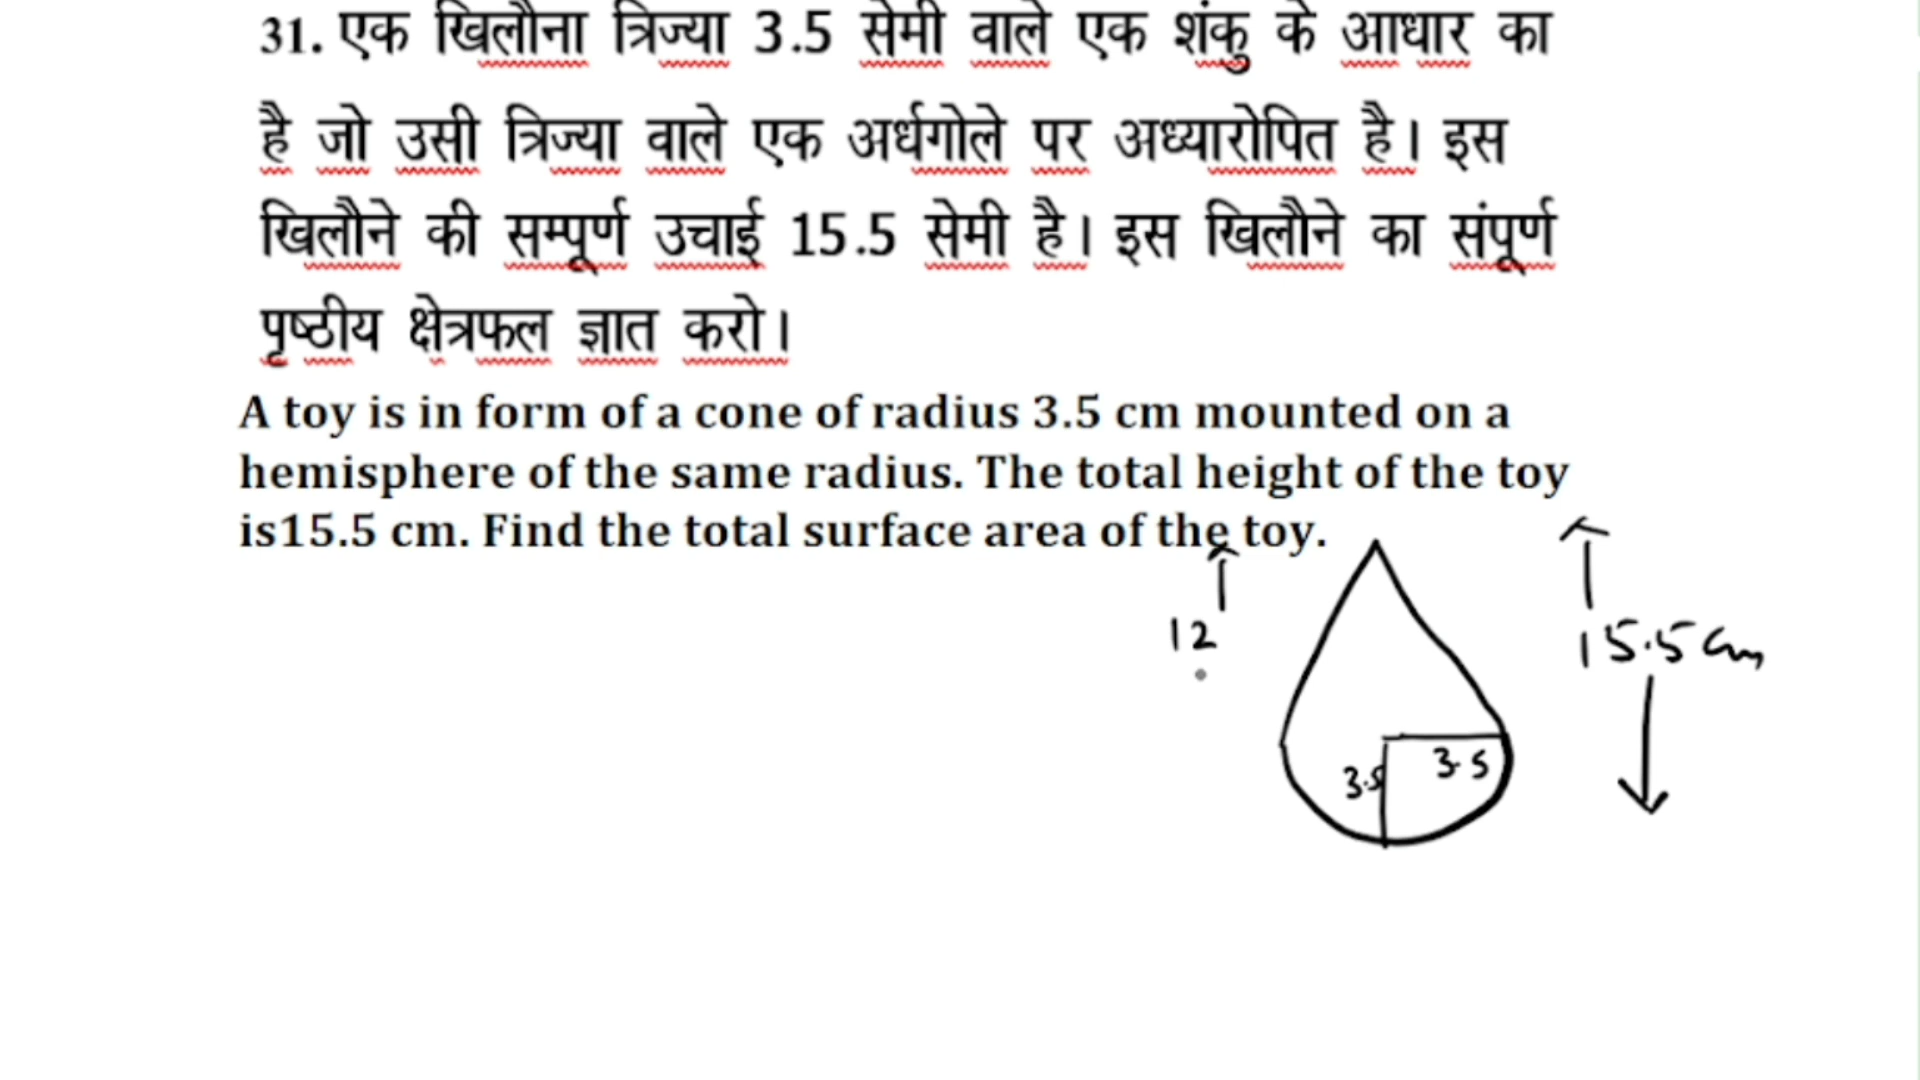 31. एक खिलौना त्रिज्या 3.5 सेमी वाले एक शंकु के आधार का
है जो उसी त्रिज्या वाले एक अर्धगोले पर अध्यारोपित है। इस
खिलौने की सम्पूर्ण उचाई 15.5 सेमी है। इस खिलौने का संपूर्ण
पृष्ठीय क्षेत्रफल ज्ञात करो।
A toy is in form of a cone of radius 3.5 cm mounted on a
hemisphere of the same radius. The total height of the toy
is15.5 cm. Find the total surface area of the toy.
12
15.5 cm
3.5
3.5